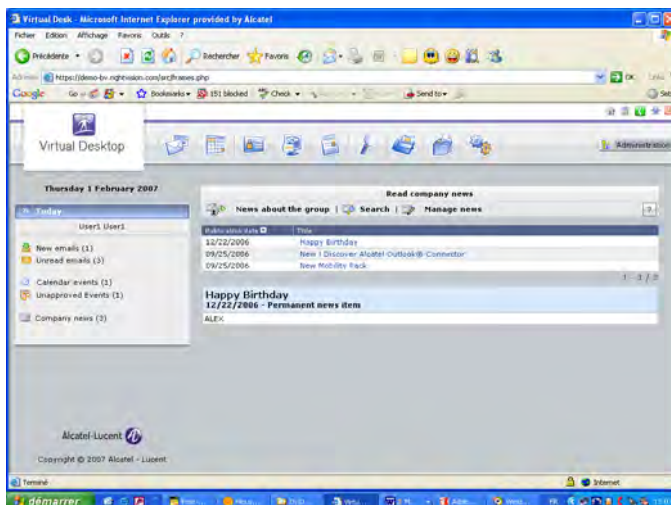 Virtual Desk - Microsoft Internet Explorer provided by Alcatel
Fichier Edition Affichage Favoris Outils ?
Précédente Rechercher Favoris
https://demo-bv.rightvision.com/src/frames.php OK
Google Go Bookmarks 151 blocked Check Send to
Virtual Desktop
Administration
Thursday 1 February 2007
Today
User1 User1
New emails (1)
Unread emails (3)
Calendar events (1)
Unapproved Events (1)
Company news (3)
Read company news
News about the group | Search | Manage news ?
Publication date Title
12/22/2006 Happy Birthday
09/25/2006 New ! Discover Alcatel Outlook® Connector
09/25/2006 New Mobility Pack
1 - 3 / 3
Happy Birthday
12/22/2006 - Permanent news item
ALEX
Alcatel-Lucent
Copyright © 2007 Alcatel - Lucent
Terminé Internet
démarrer